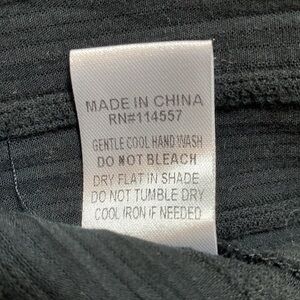 MADE IN CHINA
RN#114557
GENTLE COOL HAND WASH
DO NOT BLEACH
DRY FLAT IN SHADE
DO NOT TUMBLE DRY
COOL IRON IF NEEDED